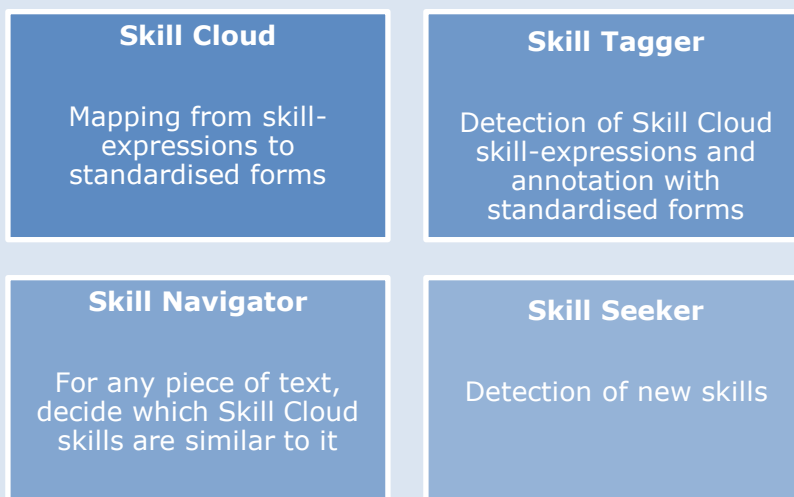 Skill Cloud
Mapping from skill-
expressions to
standardised forms
Skill Tagger
Detection of Skill Cloud
skill-expressions and
annotation with
standardised forms
Skill Navigator
For any piece of text,
decide which Skill Cloud
skills are similar to it
Skill Seeker
Detection of new skills